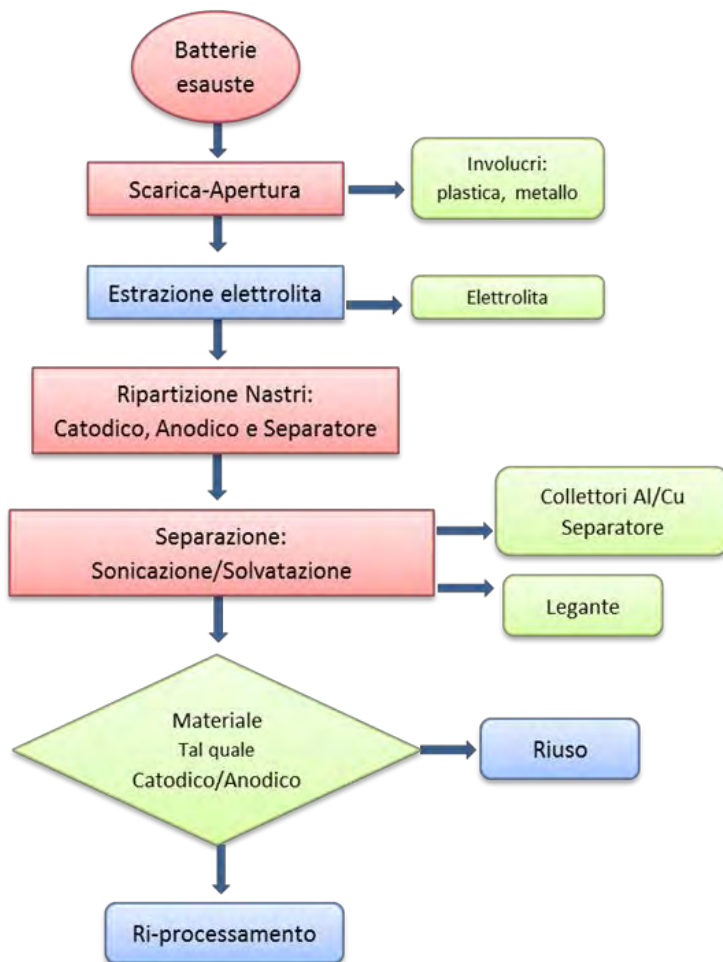 Batterie
esauste
Scarica-Apertura
Involucri:
plastica, metallo
Estrazione elettrolita
Elettrolita
Ripartizione Nastri:
Catodico, Anodico e Separatore
Separazione:
Sonicazione/Solvatazione
Collettori Al/Cu
Separatore
Legante
Materiale
Tal quale
Catodico/Anodico
Riuso
Ri-processamento